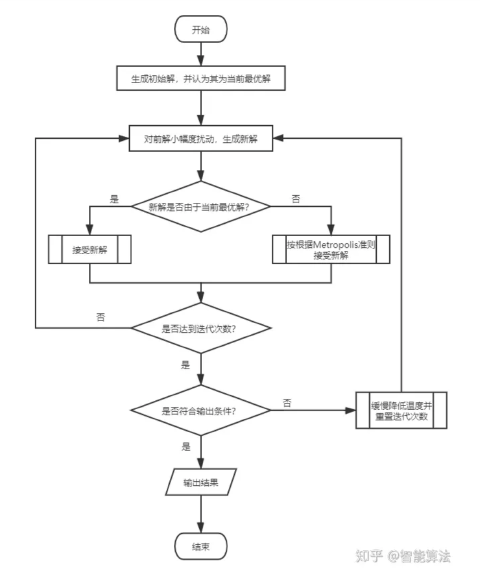 开始
生成初始解，并认为其为当前最优解
对前解小幅度扰动，生成新解
新解是否由于当前最优解？
是
否
接受新解
按根据Metropolis准则
接受新解
是否达到迭代次数？
否
是
是否符合输出条件？
否
缓慢降低温度并
重置迭代次数
是
输出结果
结束
知乎 @智能算法